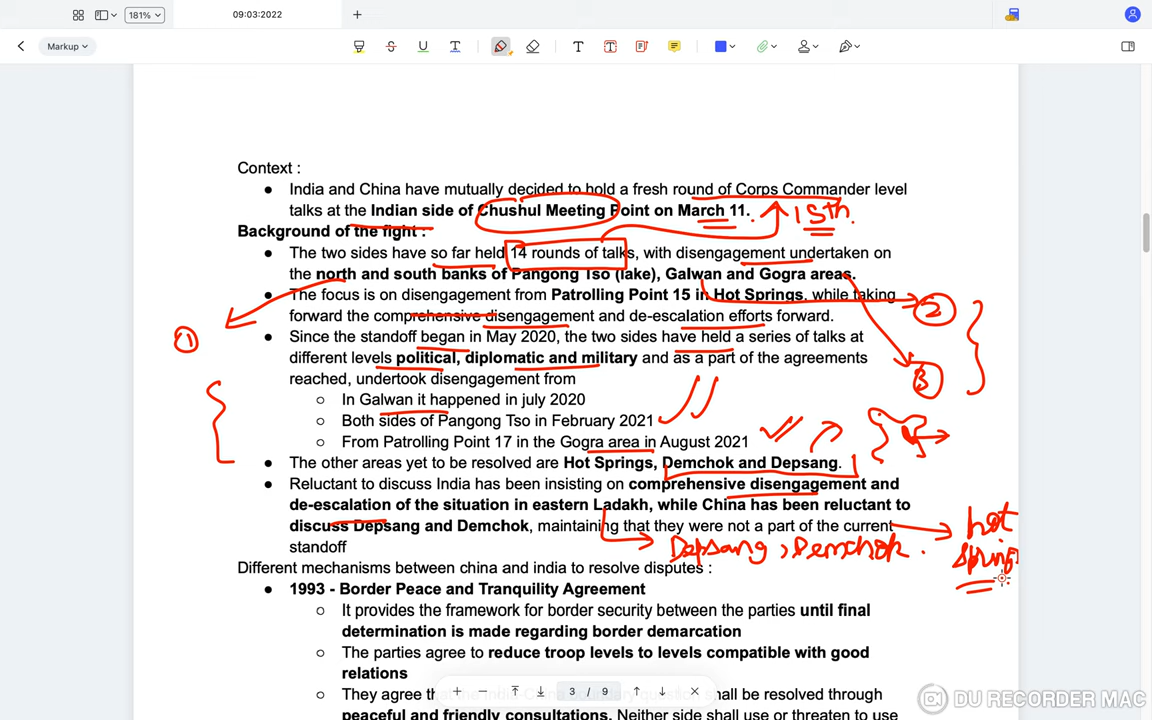 181%
09:03:2022
Markup
Context :
● India and China have mutually decided to hold a fresh round of Corps Commander level
talks at the Indian side of Chushul Meeting Point on March 11.
15th.
Background of the fight :
● The two sides have so far held 14 rounds of talks, with disengagement undertaken on
the north and south banks of Pangong Tso (lake), Galwan and Gogra areas.
● The focus is on disengagement from Patrolling Point 15 in Hot Springs, while taking
forward the comprehensive disengagement and de-escalation efforts forward.
① ② ③
● Since the standoff began in May 2020, the two sides have held a series of talks at
different levels political, diplomatic and military and as a part of the agreements
reached, undertook disengagement from
○ In Galwan it happened in july 2020
○ Both sides of Pangong Tso in February 2021
○ From Patrolling Point 17 in the Gogra area in August 2021
● The other areas yet to be resolved are Hot Springs, Demchok and Depsang.
● Reluctant to discuss India has been insisting on comprehensive disengagement and
de-escalation of the situation in eastern Ladakh, while China has been reluctant to
discuss Depsang and Demchok, maintaining that they were not a part of the current
standoff
Depsang, Demchok.
hot
spring
Different mechanisms between china and india to resolve disputes :
● 1993 - Border Peace and Tranquility Agreement
○ It provides the framework for border security between the parties until final
determination is made regarding border demarcation
○ The parties agree to reduce troop levels to levels compatible with good
relations
○ They agree that the India-China boundary question shall be resolved through
peaceful and friendly consultations. Neither side shall use or threaten to use
3 / 9
DU RECORDER MAC